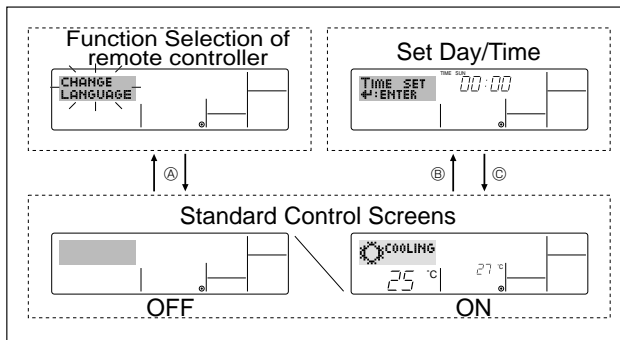 Function Selection of
remote controller
CHANGE
LANGUAGE
Set Day/Time
TIME SUN
TIME SET 00:00
↵:ENTER
Ⓐ
Ⓑ
Ⓒ
Standard Control Screens
OFF
COOLING
25 °C
27 °C
ON